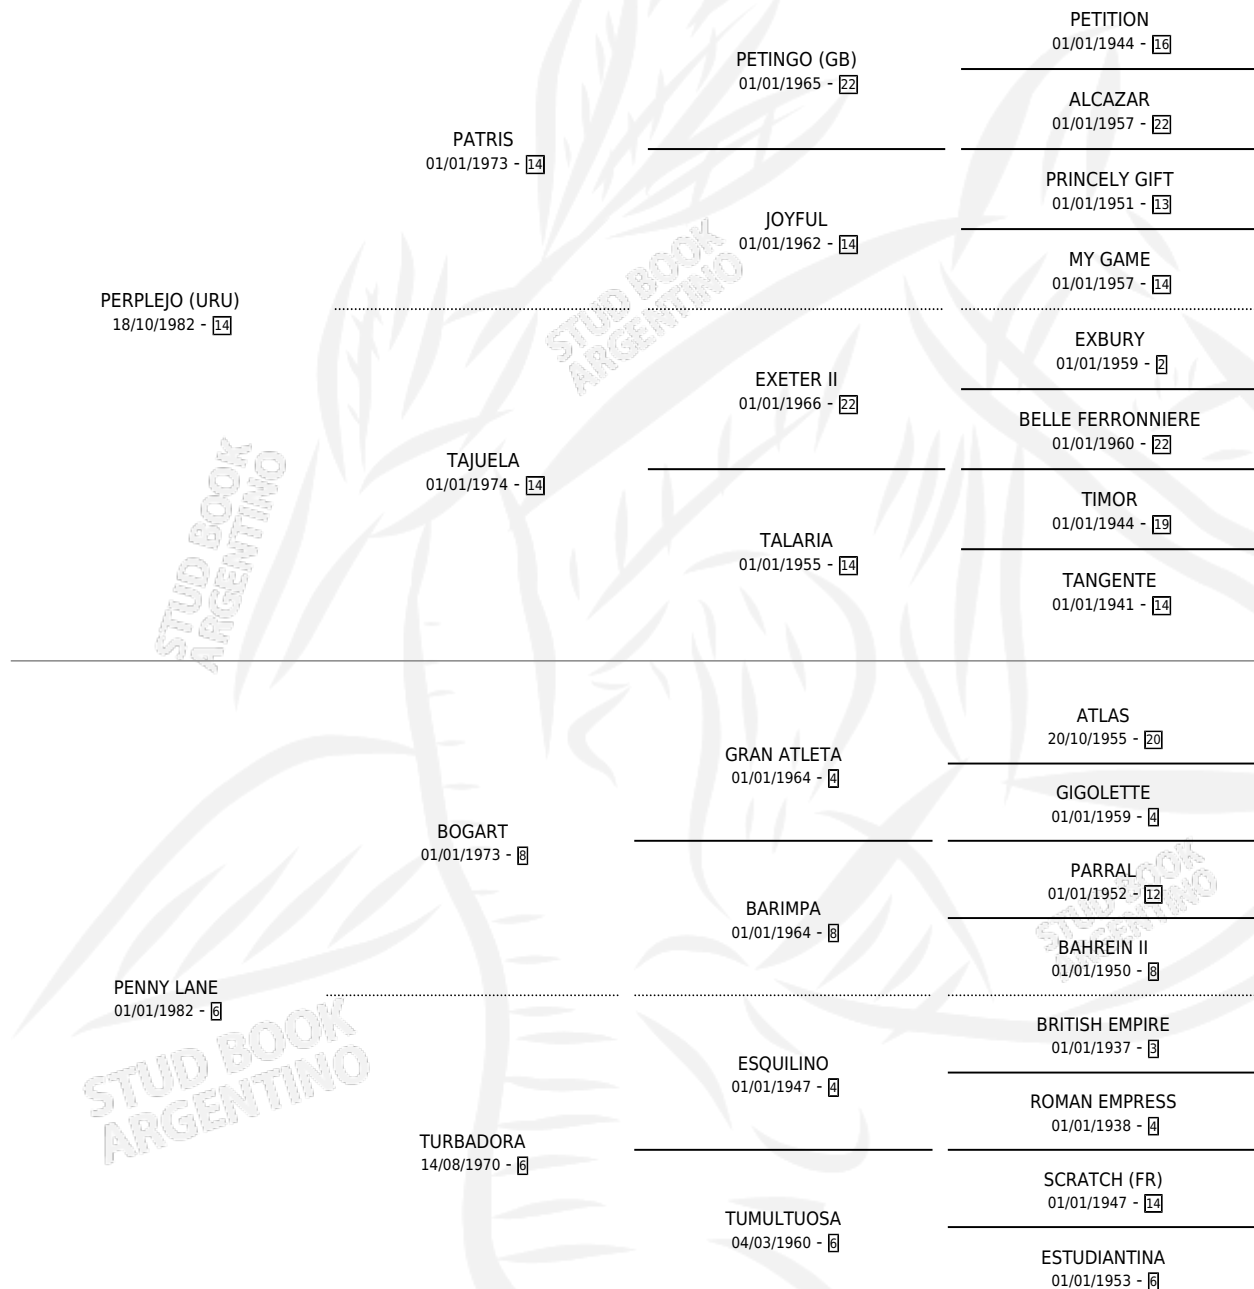 PERPLEJO (URU)
18/10/1982 - 14
PATRIS
01/01/1973 - 14
PETINGO (GB)
01/01/1965 - 22
PETITION
01/01/1944 - 16
ALCAZAR
01/01/1957 - 22
JOYFUL
01/01/1962 - 14
PRINCELY GIFT
01/01/1951 - 13
MY GAME
01/01/1957 - 14
TAJUELA
01/01/1974 - 14
EXETER II
01/01/1966 - 22
EXBURY
01/01/1959 - 2
BELLE FERRONNIERE
01/01/1960 - 22
TALARIA
01/01/1955 - 14
TIMOR
01/01/1944 - 19
TANGENTE
01/01/1941 - 14
PENNY LANE
01/01/1982 - 6
BOGART
01/01/1973 - 8
GRAN ATLETA
01/01/1964 - 4
ATLAS
20/10/1955 - 20
GIGOLETTE
01/01/1959 - 4
BARIMPA
01/01/1964 - 8
PARRAL
01/01/1952 - 12
BAHREIN II
01/01/1950 - 8
TURBADORA
14/08/1970 - 6
ESQUILINO
01/01/1947 - 4
BRITISH EMPIRE
01/01/1937 - 3
ROMAN EMPRESS
01/01/1938 - 4
TUMULTUOSA
04/03/1960 - 6
SCRATCH (FR)
01/01/1947 - 14
ESTUDIANTINA
01/01/1953 - 6
STUD BOOK
ARGENTINO
STUD BOOK
ARGENTINO
STUD BOOK
ARGENTINO
STUD BOOK
ARGENTINO